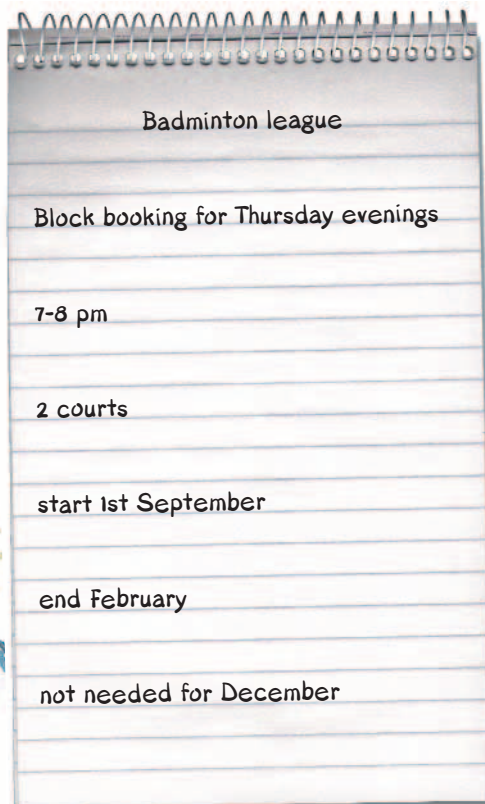 Badminton league
Block booking for Thursday evenings
7-8 pm
2 courts
start 1st September
end February
not needed for December